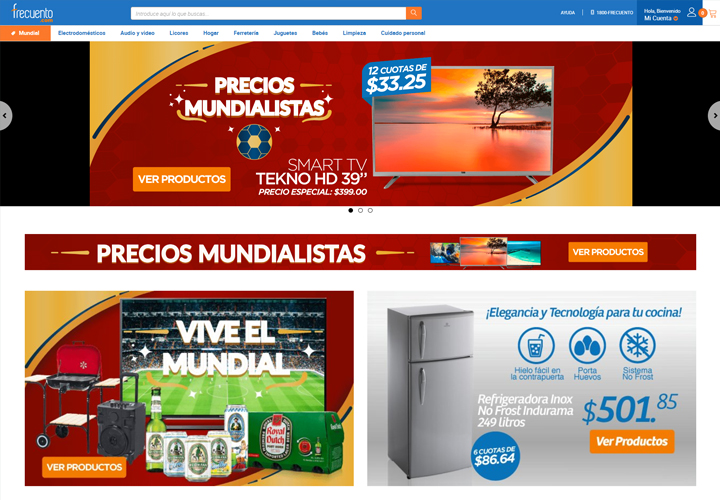 frecuento
.com
Introduce aquí lo que buscas...
AYUDA
1800-FRECUENTO
Hola, Bienvenido
Mi Cuenta
0
Mundial
Electrodomésticos
Audio y video
Licores
Hogar
Ferretería
Juguetes
Bebés
Limpieza
Cuidado personal
PRECIOS
MUNDIALISTAS
12 CUOTAS DE
$33.25
VER PRODUCTOS
SMART TV
TEKNO HD 39”
PRECIO ESPECIAL: $399.00
PRECIOS MUNDIALISTAS
VER PRODUCTOS
VIVE EL
MUNDIAL
Royal
Dutch
VER PRODUCTOS
¡Elegancia y Tecnología para tu cocina!
Hielo fácil en
la contrapuerta
Porta
Huevos
Sistema
No Frost
Refrigeradora Inox
No Frost Indurama
249 litros
$501.85
6 CUOTAS DE
$86.64
Ver Productos